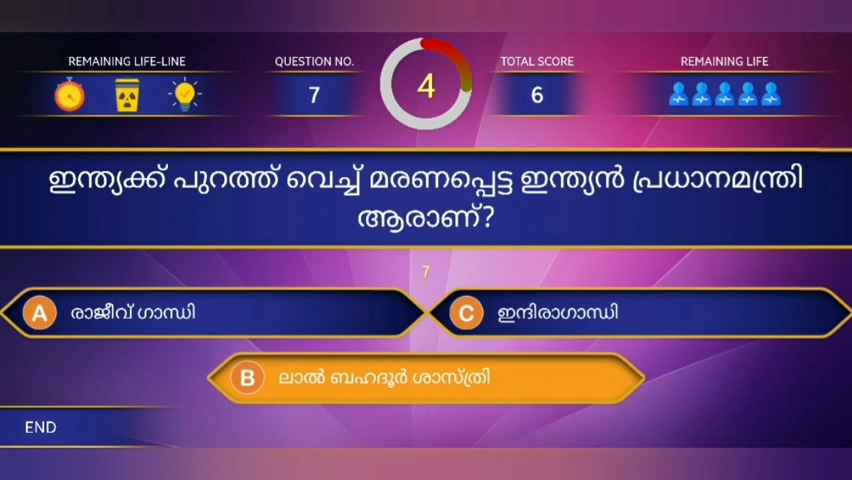 REMAINING LIFE-LINE
QUESTION NO.
7
4
TOTAL SCORE
6
REMAINING LIFE
ഇന്ത്യക്ക് പുറത്ത് വെച്ച് മരണപ്പെട്ട ഇന്ത്യൻ പ്രധാനമന്ത്രി
ആരാണ്?
7
A രാജീവ് ഗാന്ധി
C ഇന്ദിരാഗാന്ധി
B ലാൽ ബഹദൂർ ശാസ്ത്രി
END